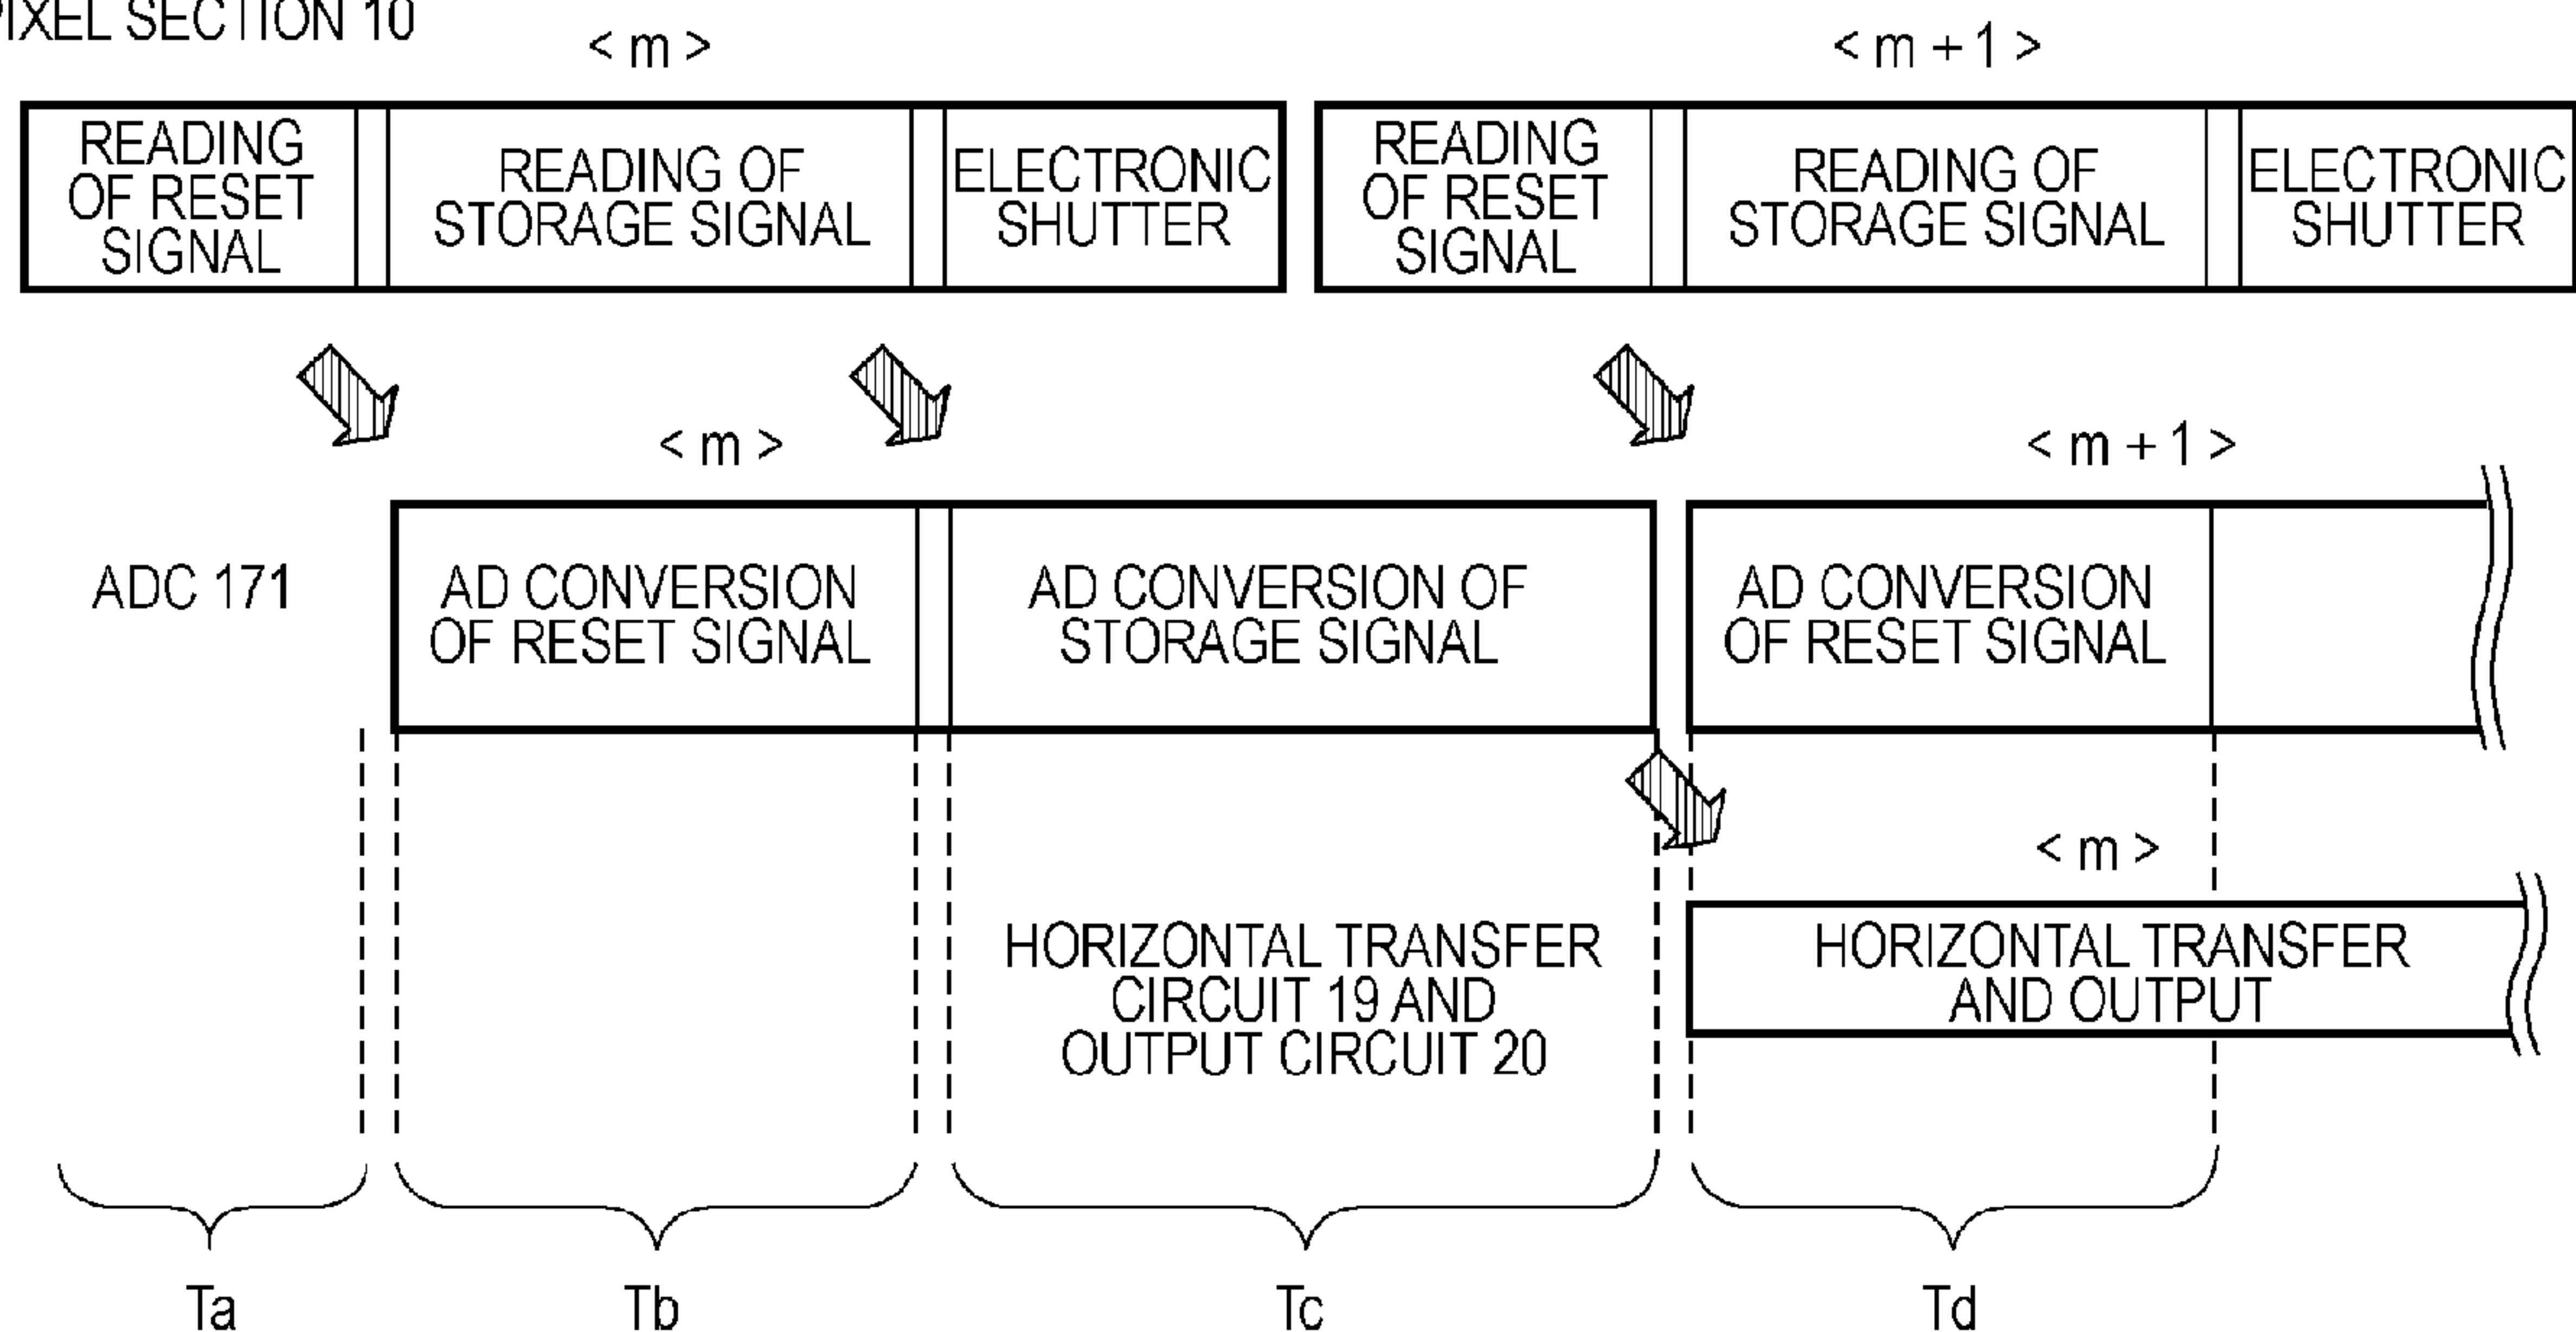 PIXEL SECTION 10
< m >
< m + 1 >
READING
OF RESET
SIGNAL
READING OF
STORAGE SIGNAL
ELECTRONIC
SHUTTER
READING
OF RESET
SIGNAL
READING OF
STORAGE SIGNAL
ELECTRONIC
SHUTTER
< m >
< m + 1 >
ADC 171
AD CONVERSION
OF RESET SIGNAL
AD CONVERSION OF
STORAGE SIGNAL
AD CONVERSION
OF RESET SIGNAL
< m >
HORIZONTAL TRANSFER
CIRCUIT 19 AND
OUTPUT CIRCUIT 20
HORIZONTAL TRANSFER
AND OUTPUT
Ta
Tb
Tc
Td